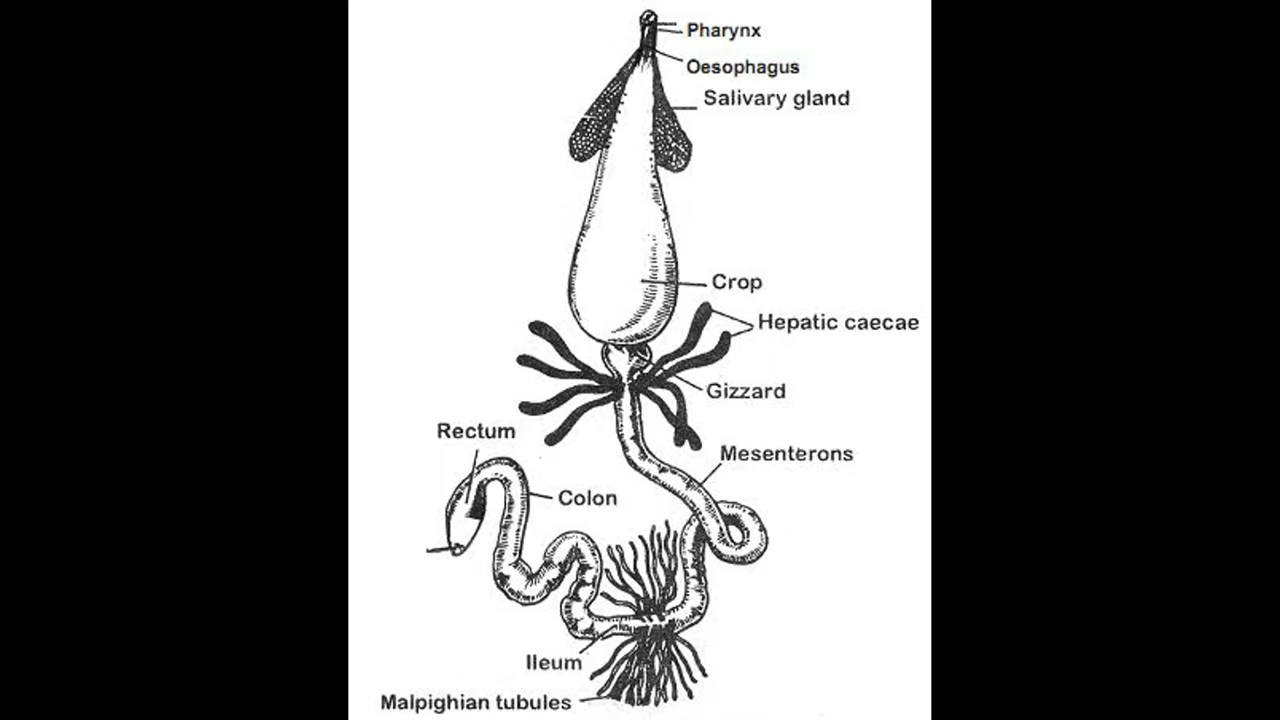 Pharynx
Oesophagus
Salivary gland
Crop
Hepatic caecae
Gizzard
Rectum
Mesenterons
Colon
Ileum
Malpighian tubules